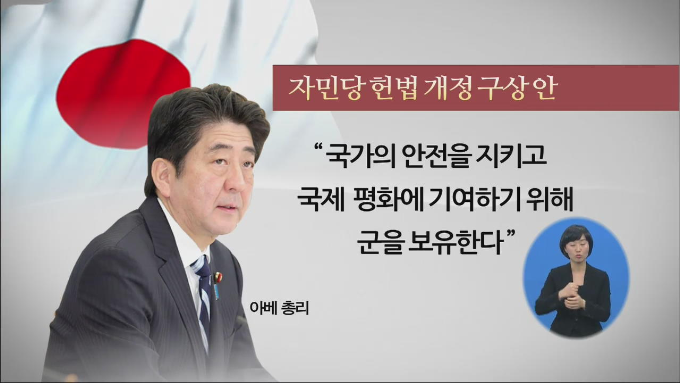 자민당 헌법 개정 구상 안
“ 국가의 안전을 지키고
국제 평화에 기여하기 위해
군을 보유한다 ”
아베 총리